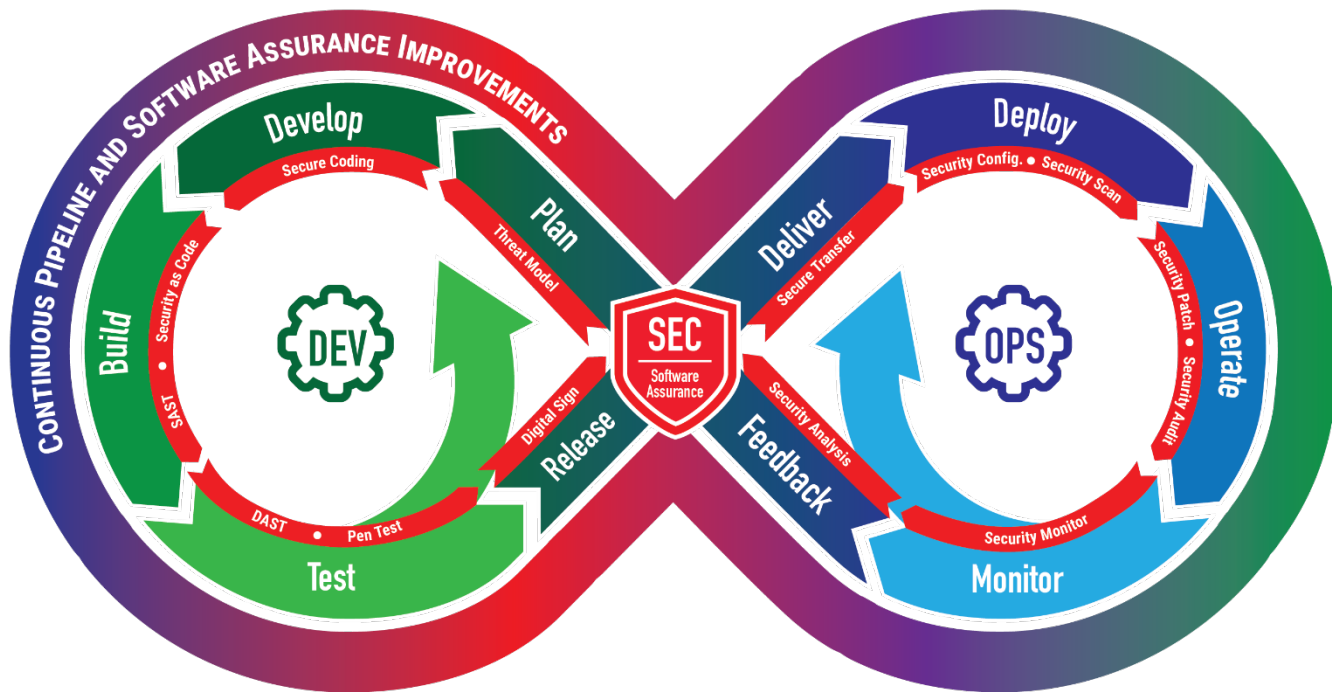 CONTINUOUS PIPELINE AND SOFTWARE ASSURANCE IMPROVEMENTS
Plan
Threat Model
Develop
Secure Coding
Build
Security as Code • SAST
Test
DAST • Pen Test
Release
Digital Sign
DEV
SEC
Software
Assurance
Deliver
Secure Transfer
Deploy
Security Config. • Security Scan
Operate
Security Patch • Security Audit
Monitor
Security Monitor
Feedback
Security Analysis
OPS